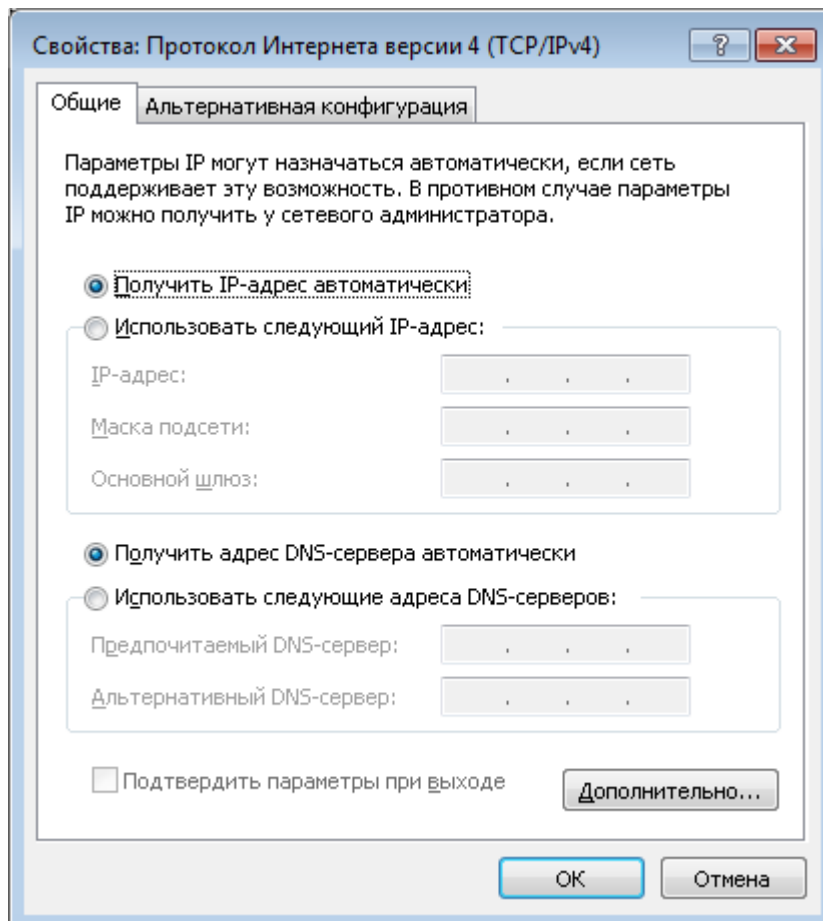 Свойства: Протокол Интернета версии 4 (TCP/IPv4)
?
Общие
Альтернативная конфигурация
Параметры IP могут назначаться автоматически, если сеть
поддерживает эту возможность. В противном случае параметры
IP можно получить у сетевого администратора.
Получить IP-адрес автоматически
Использовать следующий IP-адрес:
IP-адрес:
. . .
Маска подсети:
. . .
Основной шлюз:
. . .
Получить адрес DNS-сервера автоматически
Использовать следующие адреса DNS-серверов:
Предпочитаемый DNS-сервер:
. . .
Альтернативный DNS-сервер:
. . .
Подтвердить параметры при выходе
Дополнительно...
ОК
Отмена